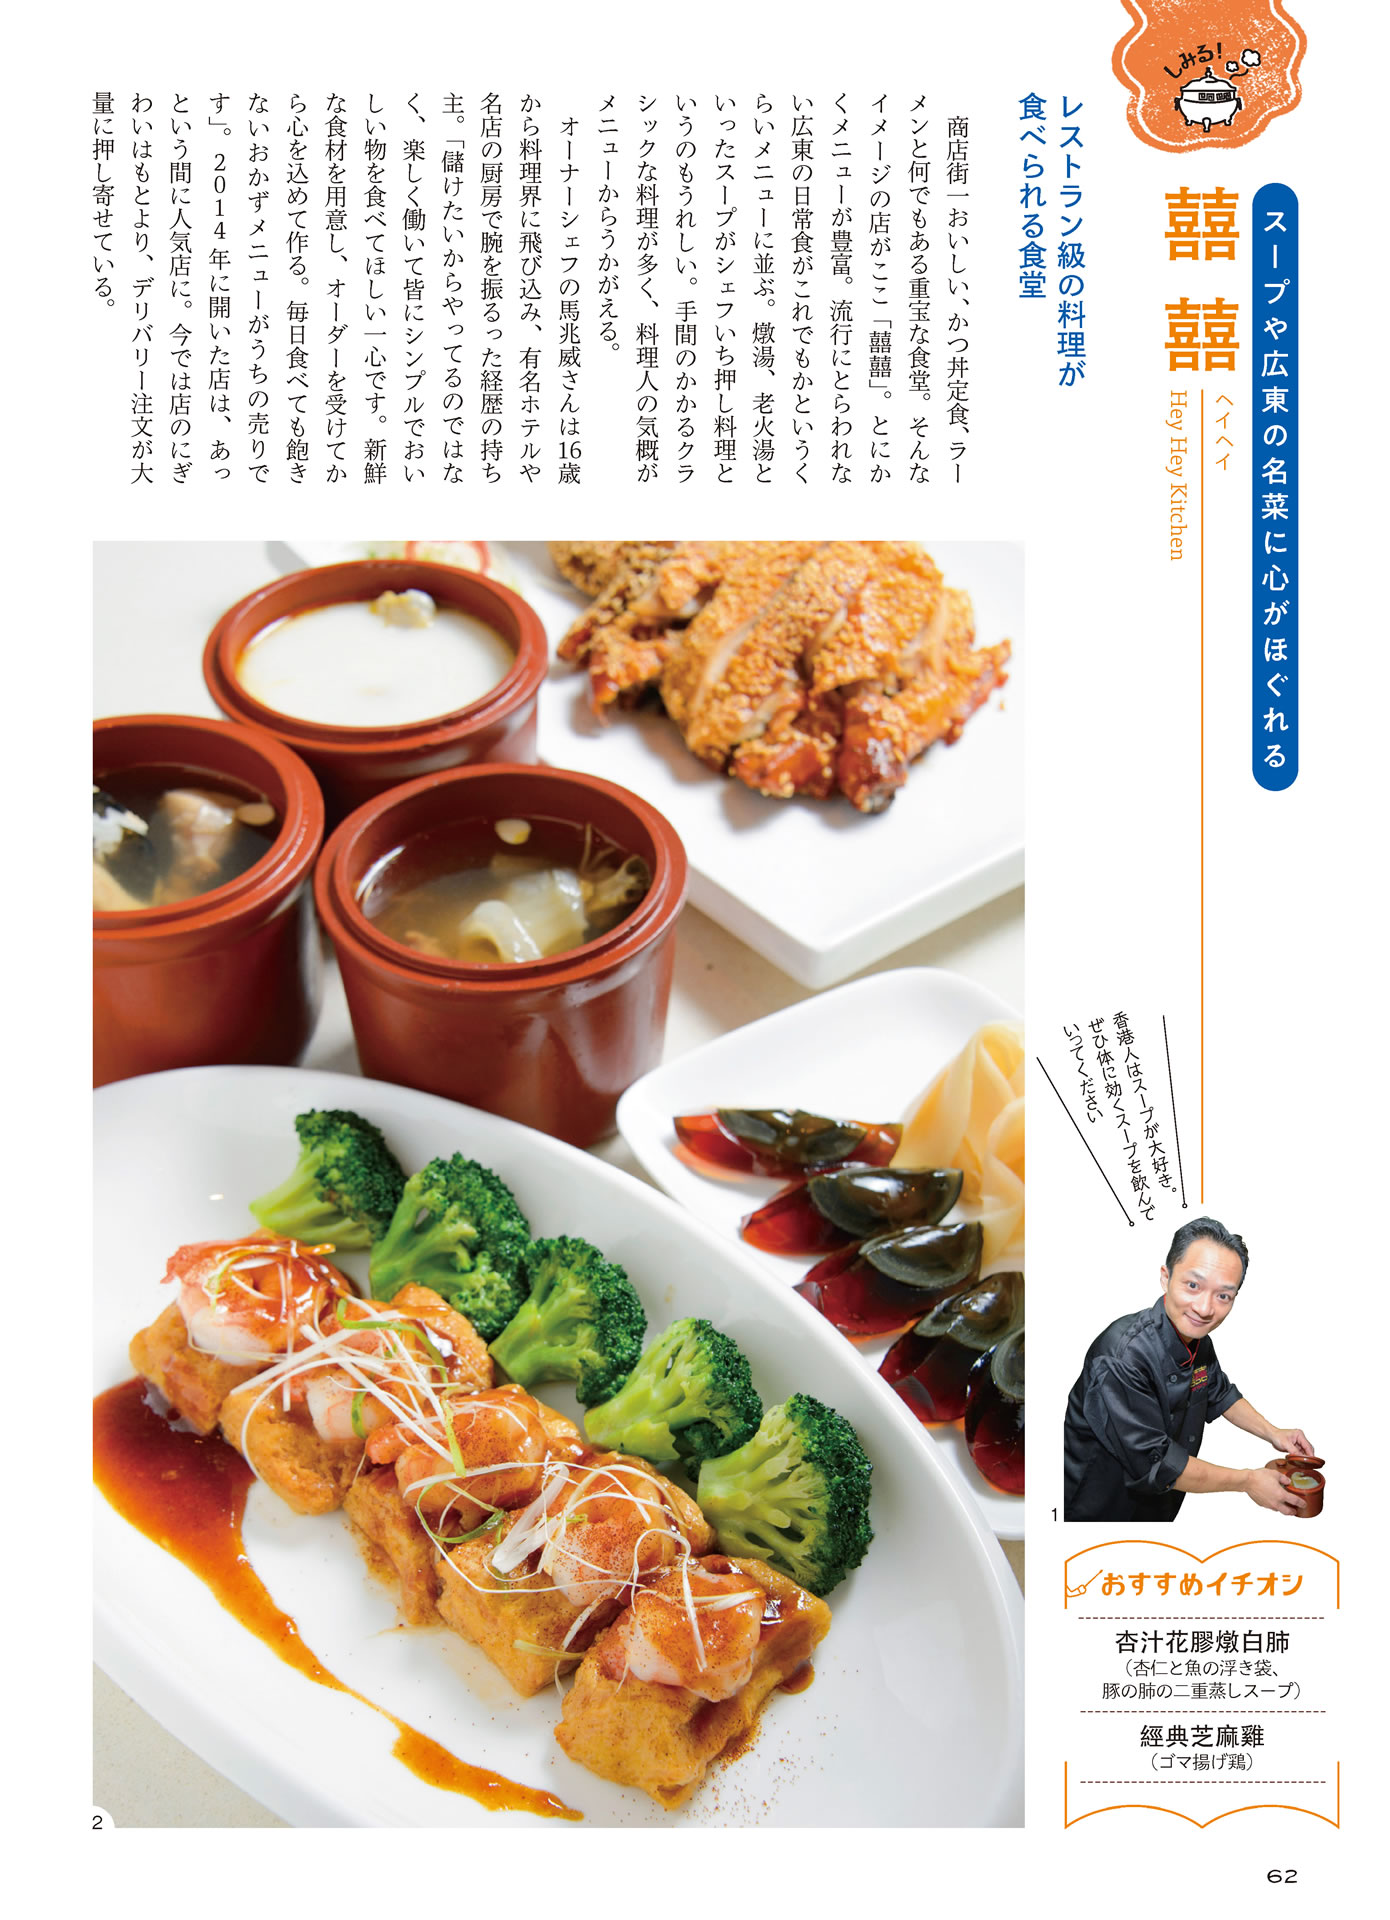 しみる!
スープや広東の名菜に心がほぐれる
囍囍
ヘイヘイ
Hey Hey Kitchen
レストラン級の料理が
食べられる食堂
商店街一おいしい、かつ丼定食、ラー
メンと何でもある重宝な食堂。そんな
イメージの店がここ「囍囍」。とにか
くメニューが豊富。流行にとらわれな
い広東の日常食がこれでもかというく
らいメニューに並ぶ。燉湯、老火湯と
いったスープがシェフいち押し料理と
いうのもうれしい。手間のかかるクラ
シックな料理が多く、料理人の気概が
メニューからうかがえる。
オーナーシェフの馬兆威さんは16歳
から料理界に飛び込み、有名ホテルや
名店の厨房で腕を振るった経歴の持ち
主。「儲けたいからやってるのではな
く、楽しく働いて皆にシンプルでおい
しい物を食べてほしい一心です。新鮮
な食材を用意し、オーダーを受けてか
ら心を込めて作る。毎日食べても飽き
ないおかずメニューがうちの売りで
す」。2014年に開いた店は、あっ
という間に人気店に。今では店のにぎ
わいはもとより、デリバリー注文が大
量に押し寄せている。
香港人はスープが大好き。
ぜひ体に効くスープを飲んで
いってください
1
おすすめイチオシ
杏汁花膠燉白肺
(杏仁と魚の浮き袋、
豚の肺の二重蒸しスープ)
經典芝麻雞
(ゴマ揚げ鶏)
2
62